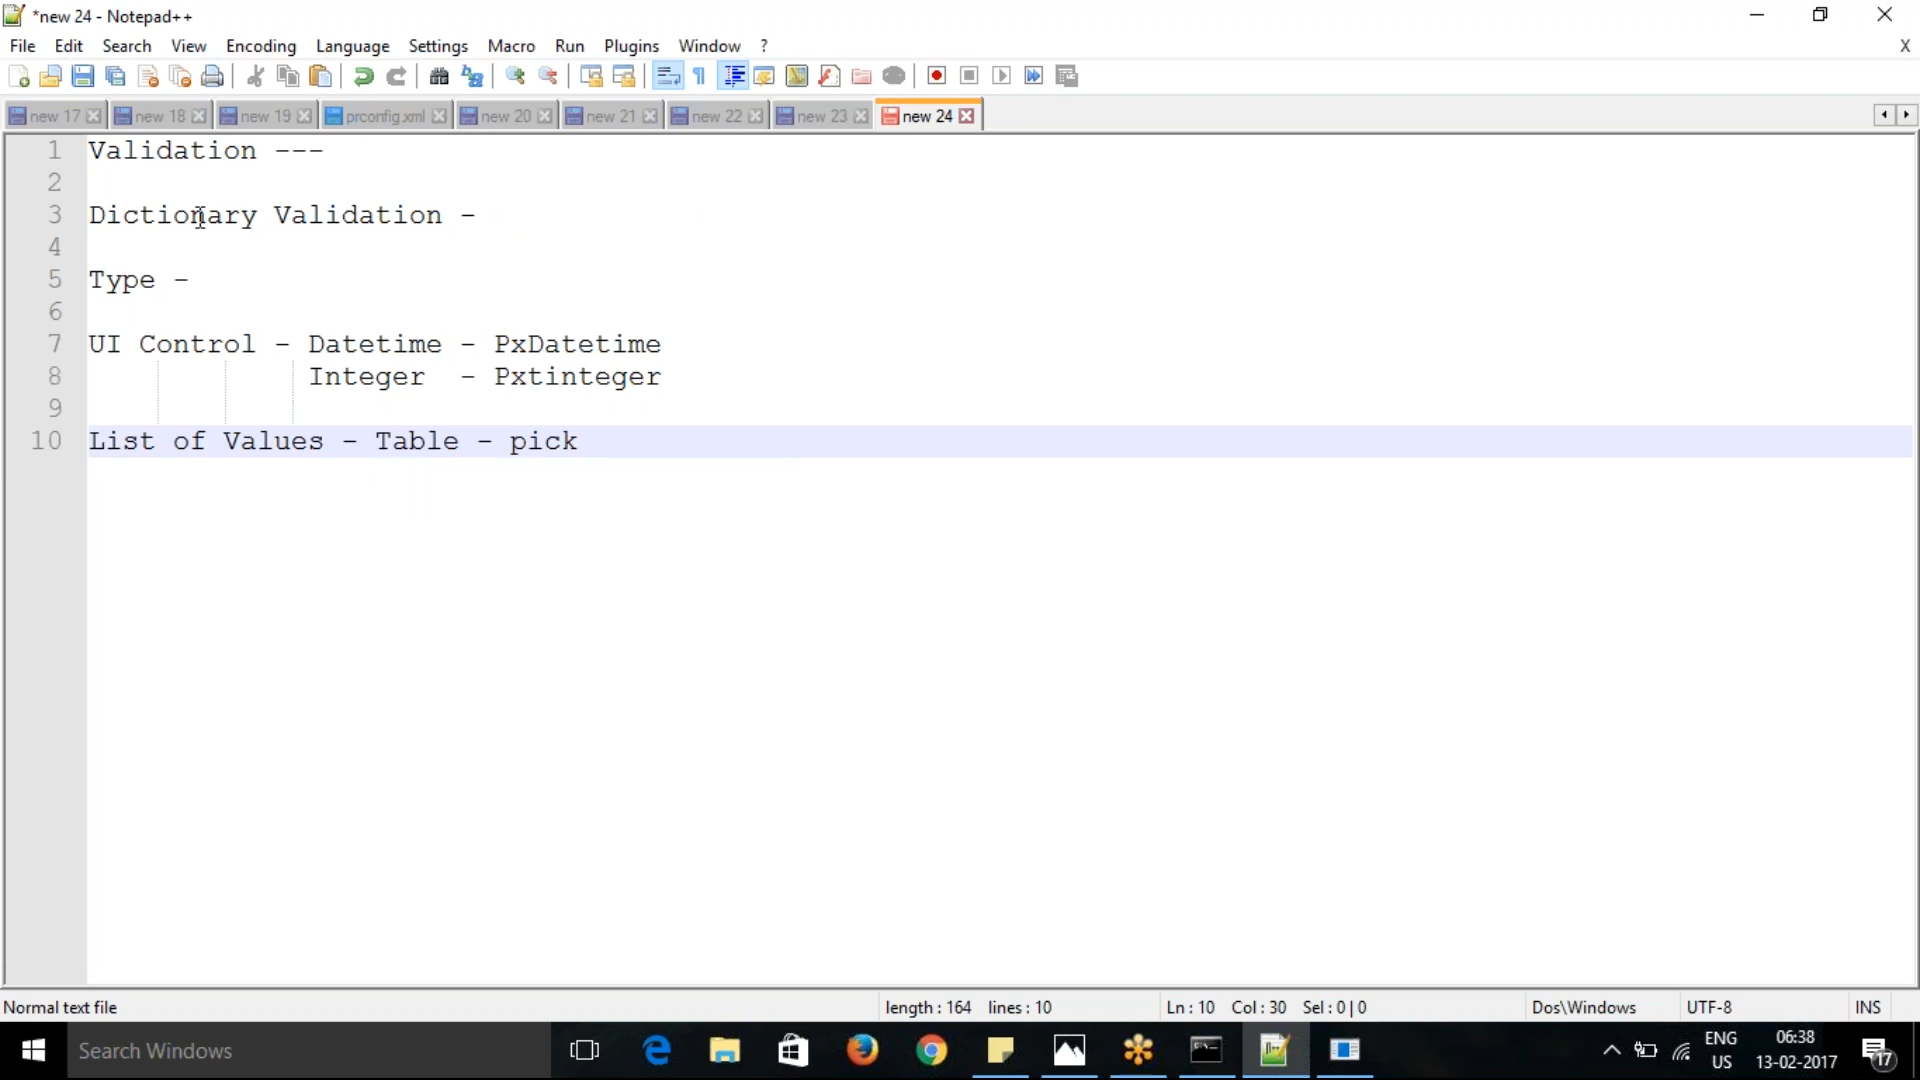 *new 24 - Notepad++
File Edit Search View Encoding Language Settings Macro Run Plugins Window ? X
new 17 new 18 new 19 prconfig.xml new 20 new 21 new 22 new 23 new 24
1 Validation ---
2
3 Dictionary Validation -
4
5 Type -
6
7 UI Control - Datetime - PxDatetime
8 Integer - Pxtinteger
9
10 List of Values - Table - pick
Normal text file length : 164 lines : 10 Ln : 10 Col : 30 Sel : 0 | 0 Dos\Windows UTF-8 INS
Search Windows
ENG 06:38
US 13-02-2017 17